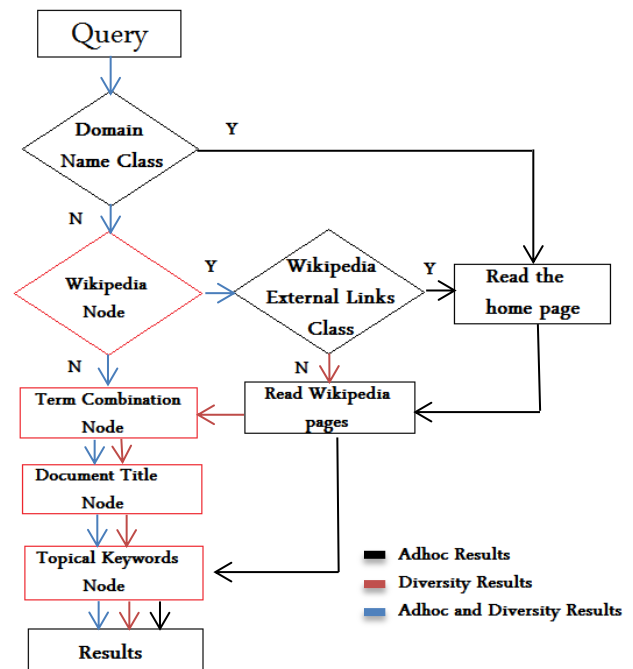 Query
Domain
Name Class
Y
N
Wikipedia
Node
Y
Wikipedia
External Links
Class
Y
Read the
home page
N
N
Term Combination
Node
Read Wikipedia
pages
Document Title
Node
Topical Keywords
Node
Results
Adhoc Results
Diversity Results
Adhoc and Diversity Results